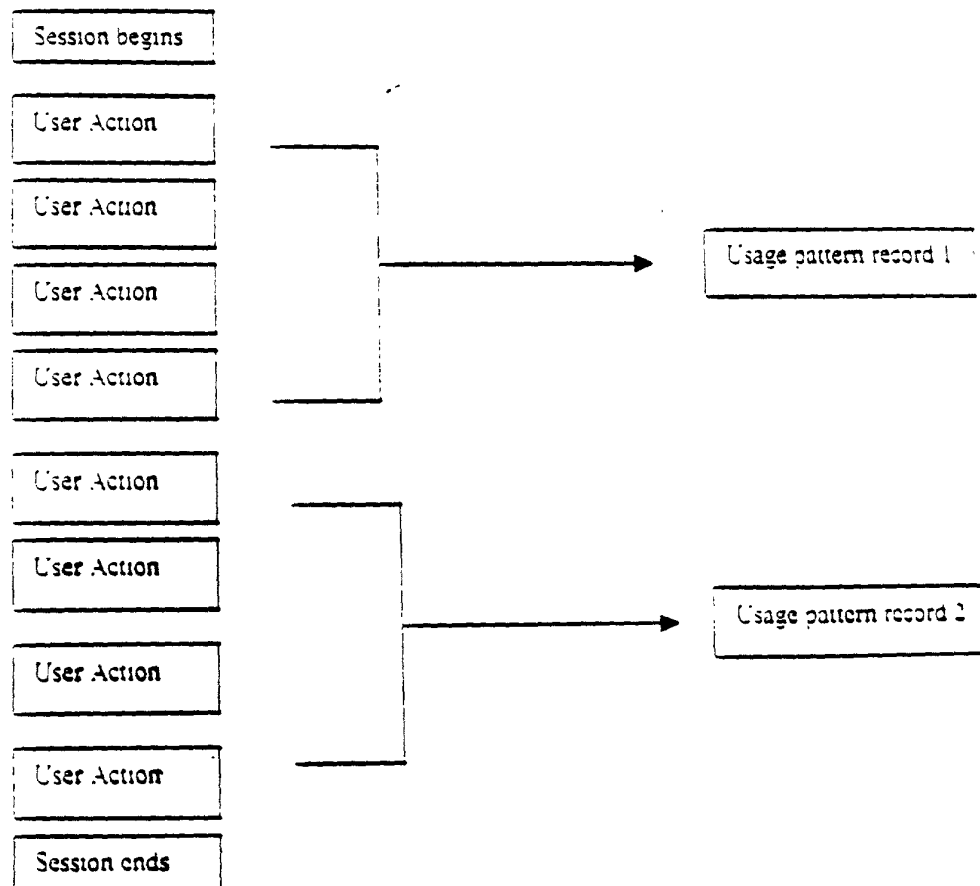 Session begins
User Action
User Action
User Action
User Action
Usage pattern record 1
User Action
User Action
User Action
User Action
Usage pattern record 2
Session ends